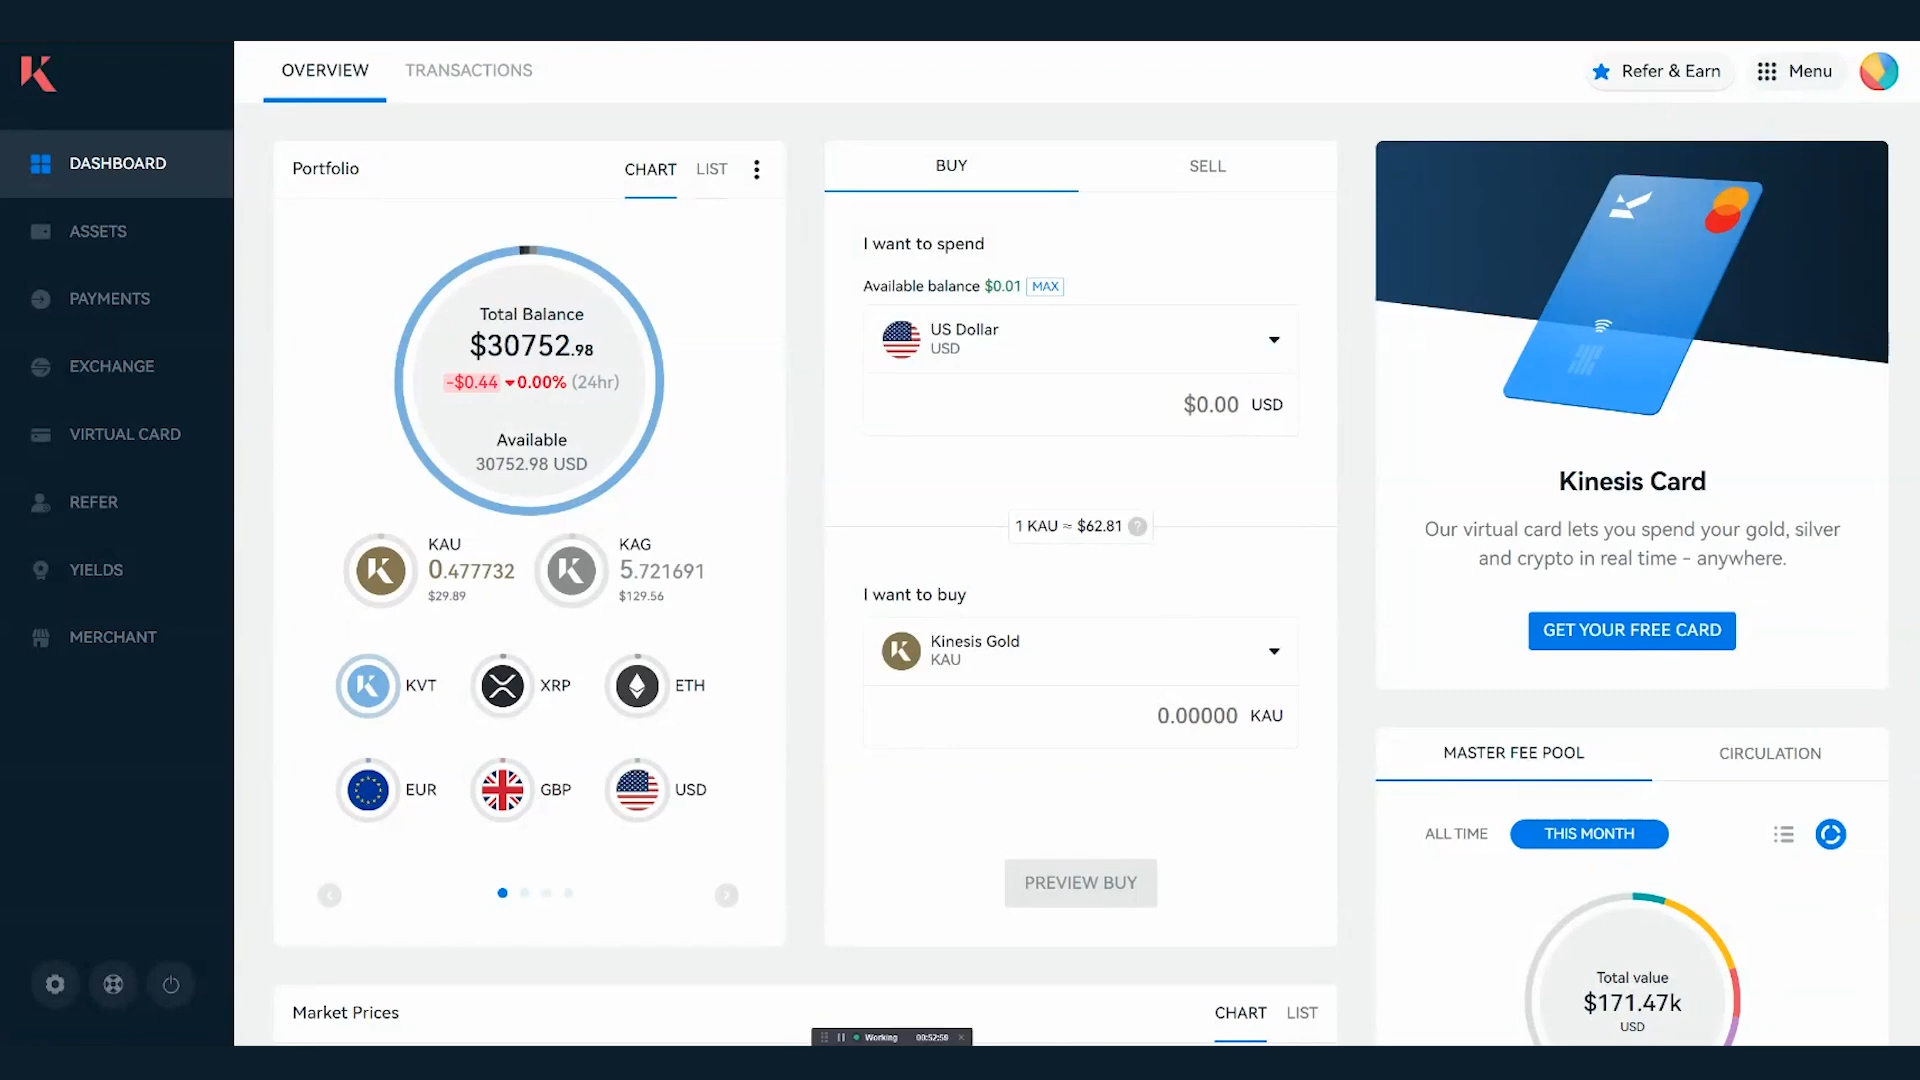 OVERVIEW
TRANSACTIONS
Refer & Earn
Menu
DASHBOARD
ASSETS
PAYMENTS
EXCHANGE
VIRTUAL CARD
REFER
YIELDS
MERCHANT
Portfolio
CHART
LIST
Total Balance
$30752.98
-$0.44 0.00% (24hr)
Available
30752.98 USD
KAU
0.477732
$29.89
KAG
5.721691
$129.56
KVT
XRP
ETH
EUR
GBP
USD
BUY
SELL
I want to spend
Available balance $0.01 MAX
US Dollar
USD
$0.00 USD
1 KAU ≈ $62.81 ?
I want to buy
Kinesis Gold
KAU
0.00000 KAU
PREVIEW BUY
Kinesis Card
Our virtual card lets you spend your gold, silver
and crypto in real time - anywhere.
GET YOUR FREE CARD
MASTER FEE POOL
CIRCULATION
ALL TIME
THIS MONTH
Total value
$171.47k
USD
Market Prices
CHART
LIST
Working 00:52:59